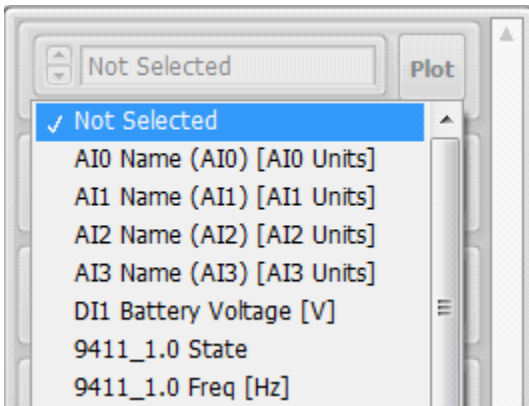 Not Selected
Plot
✓ Not Selected
AI0 Name (AI0) [AI0 Units]
AI1 Name (AI1) [AI1 Units]
AI2 Name (AI2) [AI2 Units]
AI3 Name (AI3) [AI3 Units]
DI1 Battery Voltage [V]
9411_1.0 State
9411_1.0 Freq [Hz]